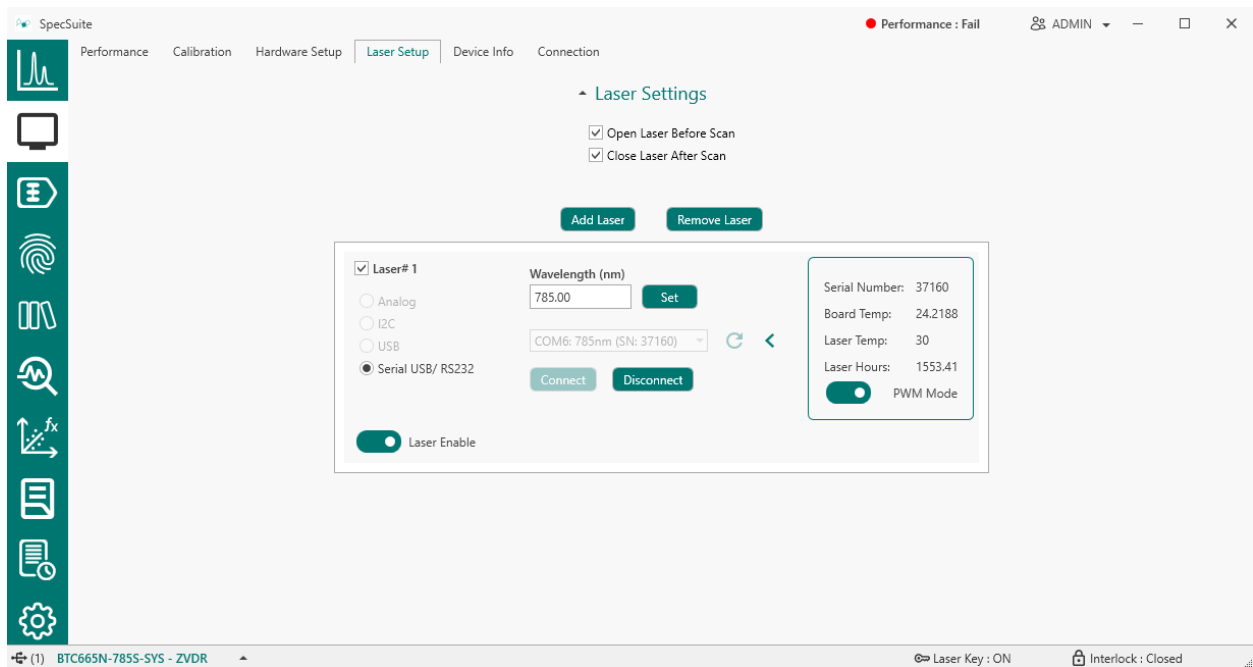 SpecSuite
Performance : Fail
ADMIN
Performance Calibration Hardware Setup Laser Setup Device Info Connection
Laser Settings
Open Laser Before Scan
Close Laser After Scan
Add Laser Remove Laser
Laser# 1
Analog
I2C
USB
Serial USB/ RS232
Laser Enable
Wavelength (nm)
785.00 Set
COM6: 785nm (SN: 37160)
Connect Disconnect
Serial Number: 37160
Board Temp: 24.2188
Laser Temp: 30
Laser Hours: 1553.41
PWM Mode
fx
(1) BTC665N-785S-SYS - ZVDR
Laser Key : ON
Interlock : Closed